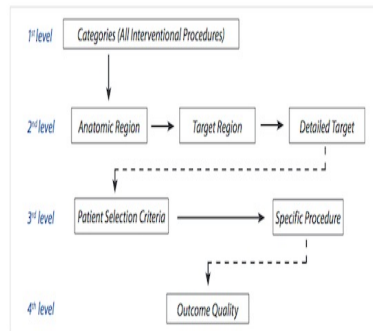 1st level
Categories (All Interventional Procedures)
2nd level
Anatomic Region
Target Region
Detailed Target
3rd level
Patient Selection Criteria
Specific Procedure
4th level
Outcome Quality